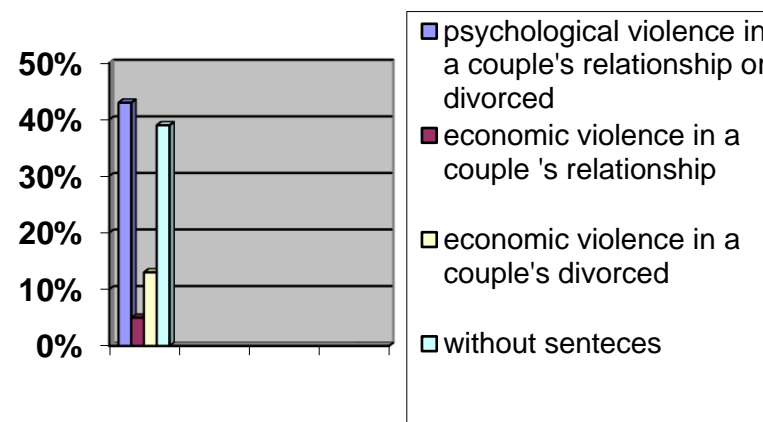 50%
40%
30%
20%
10%
0%
psychological violence in
a couple's relationship or
divorced
economic violence in a
couple 's relationship
economic violence in a
couple's divorced
without senteces